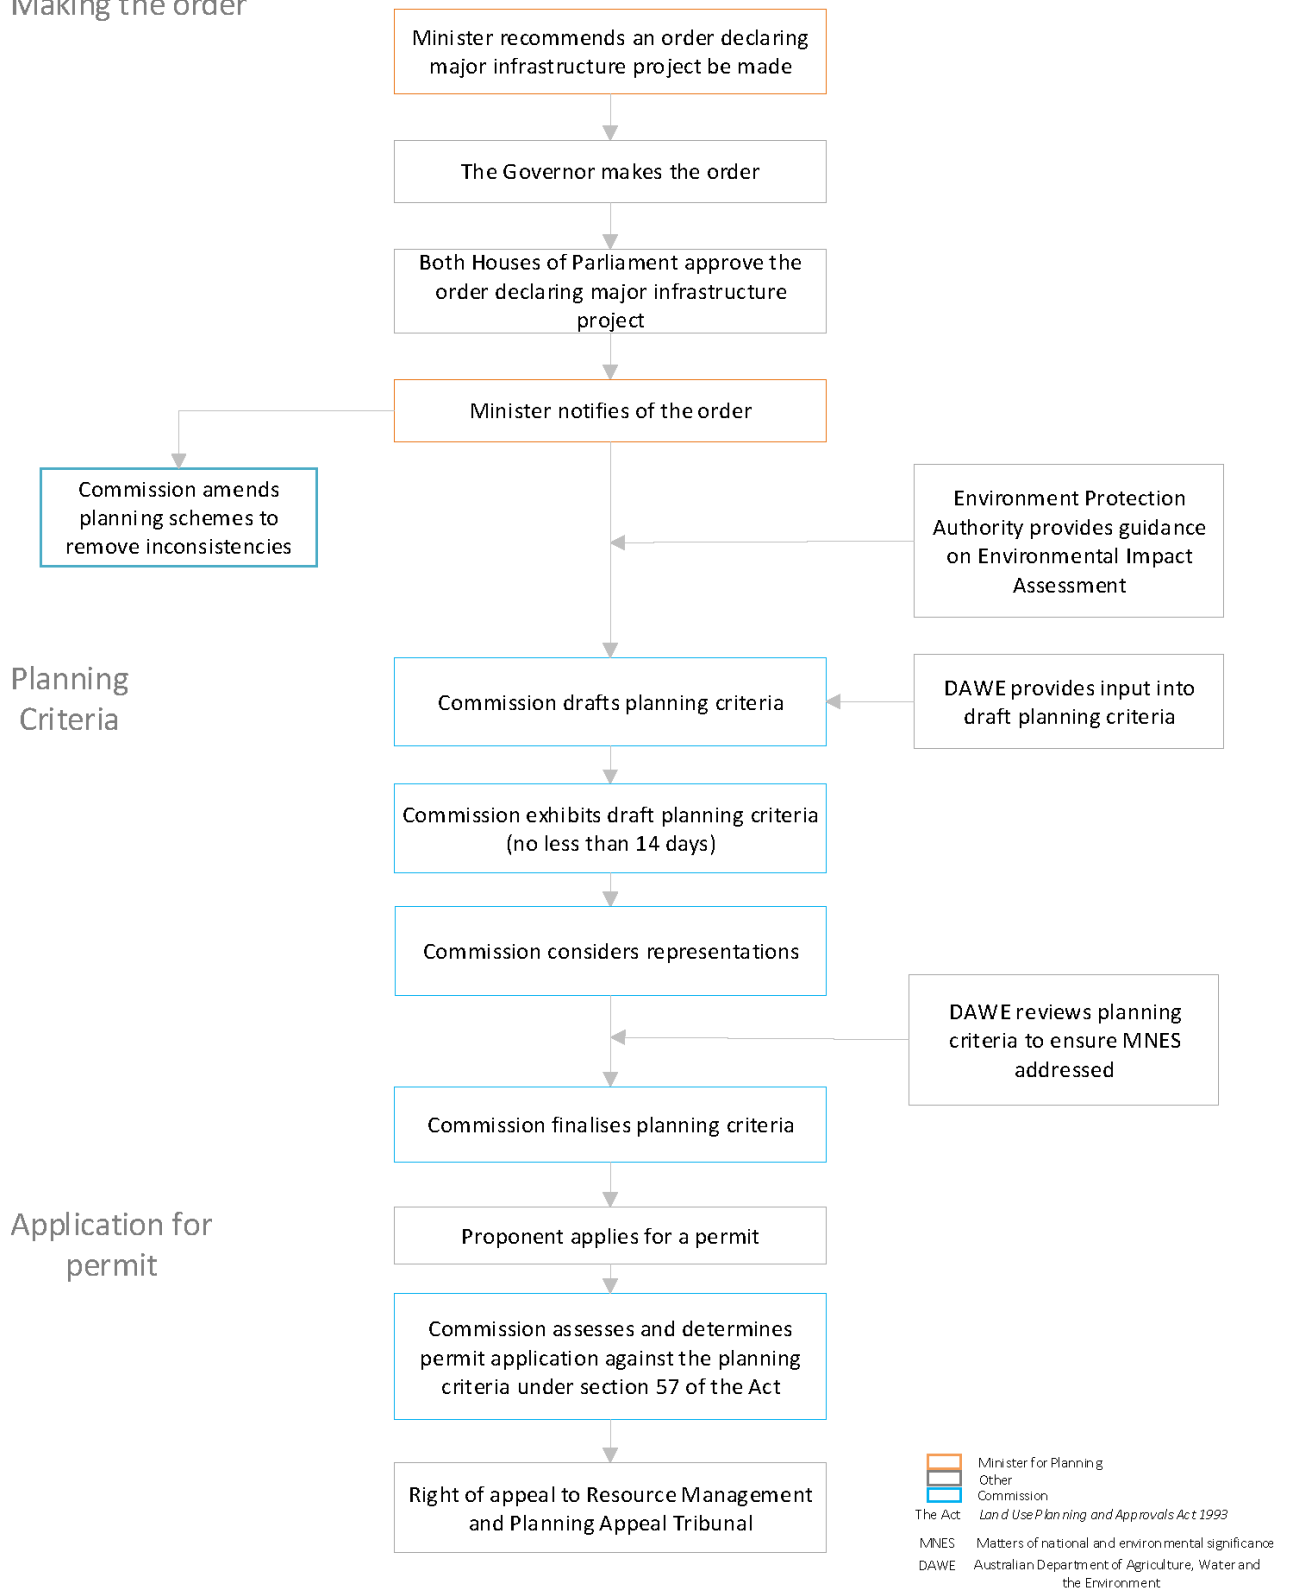 Making the order
Minister recommends an order declaring
major infrastructure project be made
The Governor makes the order
Both Houses of Parliament approve the
order declaring major infrastructure
project
Minister notifies of the order
Commission amends
planning schemes to
remove inconsistencies
Environment Protection
Authority provides guidance
on Environmental Impact
Assessment
Planning
Criteria
Commission drafts planning criteria
DAWE provides input into
draft planning criteria
Commission exhibits draft planning criteria
(no less than 14 days)
Commission considers representations
DAWE reviews planning
criteria to ensure MNES
addressed
Commission finalises planning criteria
Application for
permit
Proponent applies for a permit
Commission assesses and determines
permit application against the planning
criteria under section 57 of the Act
Right of appeal to Resource Management
and Planning Appeal Tribunal
Minister for Planning
Other
Commission
The Act Land Use Planning and Approvals Act 1993
MNES Matters of national and environmental significance
DAWE Australian Department of Agriculture, Water and
the Environment